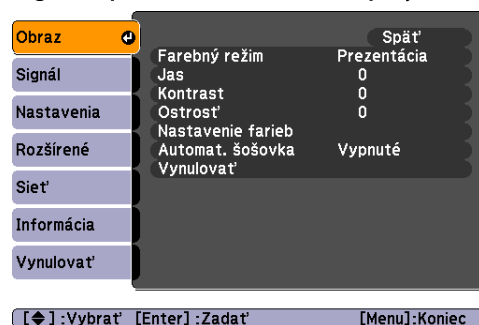 Obraz
Signál
Nastavenia
Rozšírené
Sieť
Informácia
Vynulovať
Späť
Farebný režim Prezentácia
Jas 0
Kontrast 0
Ostrosť 0
Nastavenie farieb
Automat. šošovka Vypnuté
Vynulovať
[◆] :Vybrať [Enter] :Zadať [Menu]:Koniec